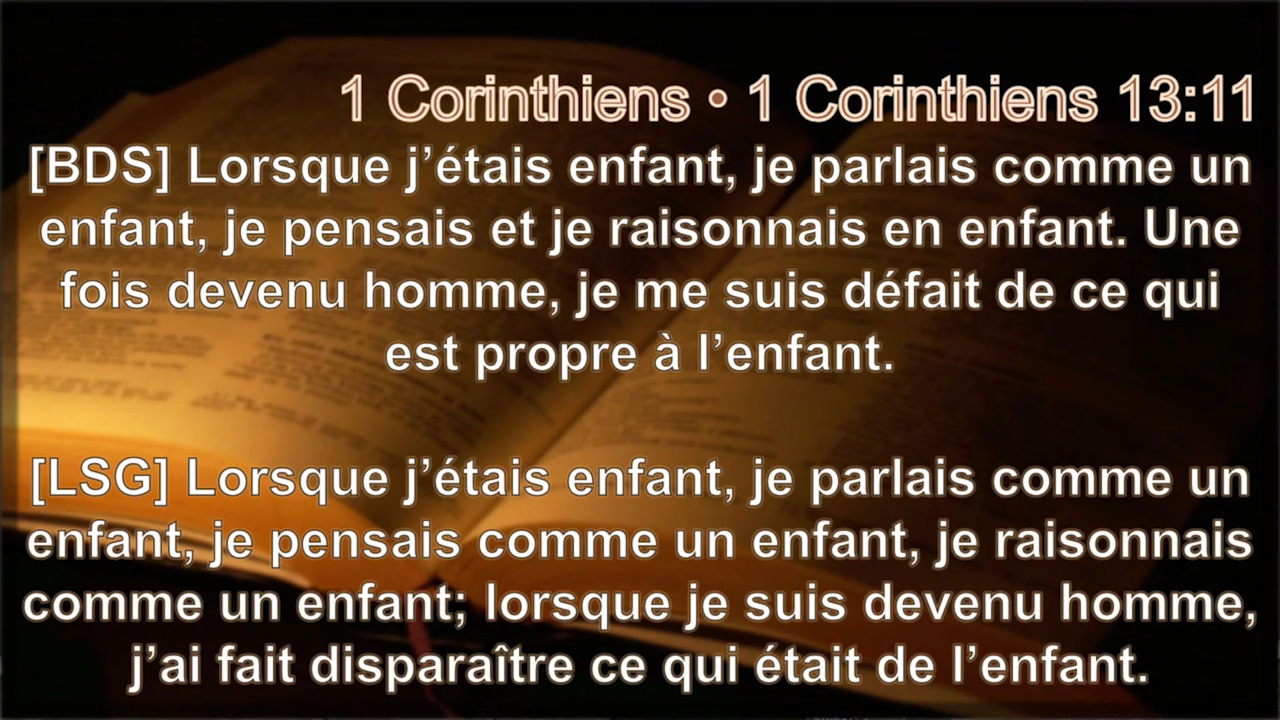 1 Corinthiens • 1 Corinthiens 13:11
[BDS] Lorsque j’étais enfant, je parlais comme un
enfant, je pensais et je raisonnais en enfant. Une
fois devenu homme, je me suis défait de ce qui
est propre à l’enfant.
[LSG] Lorsque j’étais enfant, je parlais comme un
enfant, je pensais comme un enfant, je raisonnais
comme un enfant; lorsque je suis devenu homme,
j’ai fait disparaître ce qui était de l’enfant.